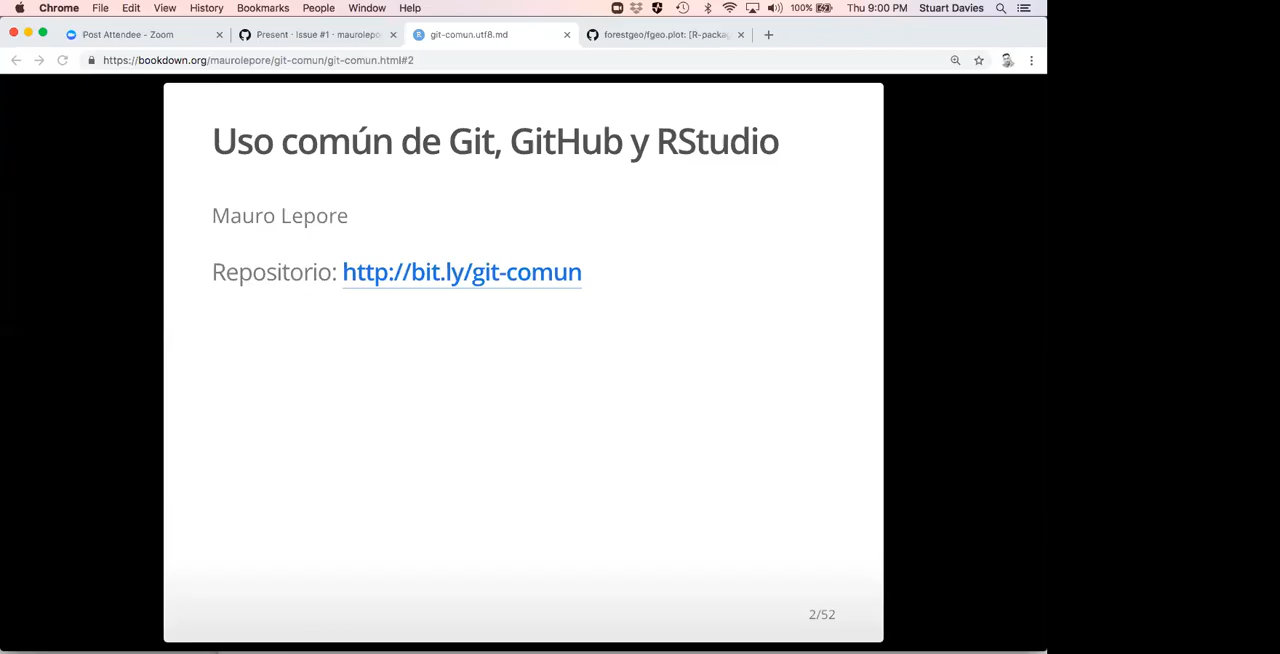 Chrome File Edit View History Bookmarks People Window Help 100% Thu 9:00 PM Stuart Davies
Post Attendee - Zoom Present · Issue #1 · maurolepo git-comun.utf8.md forestgeo/fgeo.plot: [R-packa
https://bookdown.org/maurolepore/git-comun/git-comun.html#2
Uso común de Git, GitHub y RStudio
Mauro Lepore
Repositorio: http://bit.ly/git-comun
2/52